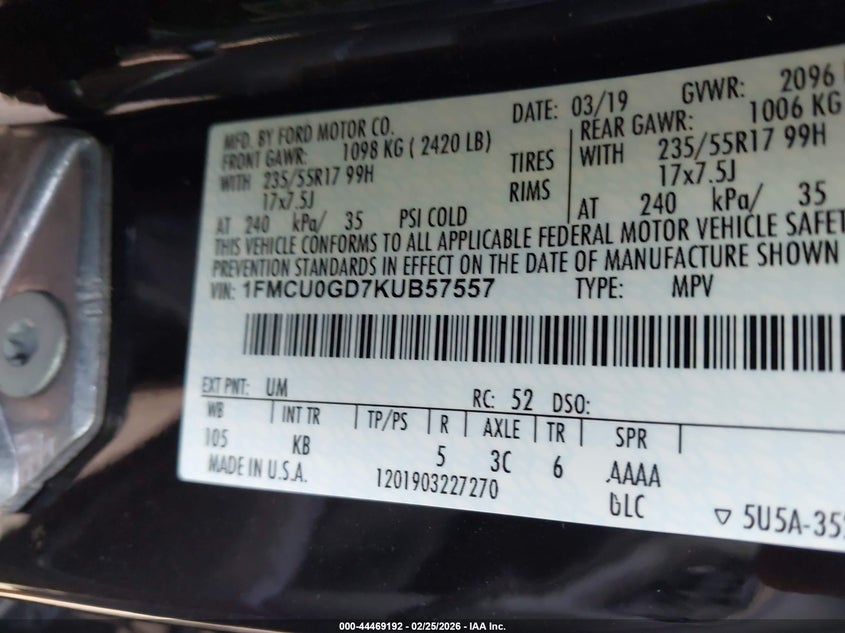 MFD. BY FORD MOTOR CO.
DATE: 03/19 GVWR: 2096
FRONT GAWR: 1098 KG ( 2420 LB)
REAR GAWR: 1006 KG
WITH 235/55R17 99H TIRES
WITH 235/55R17 99H
17x7.5J RIMS
17x7.5J
AT 240 kPa/ 35 PSI COLD
AT 240 kPa/ 35
THIS VEHICLE CONFORMS TO ALL APPLICABLE FEDERAL MOTOR VEHICLE
PREVENTION STANDARDS IN EFFECT ON THE DATE OF MANUFACTURE SHOWN
VIN: 1FMCU0GD7KUB57557 TYPE: MPV
EXT PNT: UM RC: 52 DSO:
WB INT TR TP/PS R AXLE TR SPR
105 KB 5 3C 6 AAAA
MADE IN U.S.A. 1201903227270 LC
▽ 5U5A-35
000-44469192 - 02/25/2026 - IAA Inc.